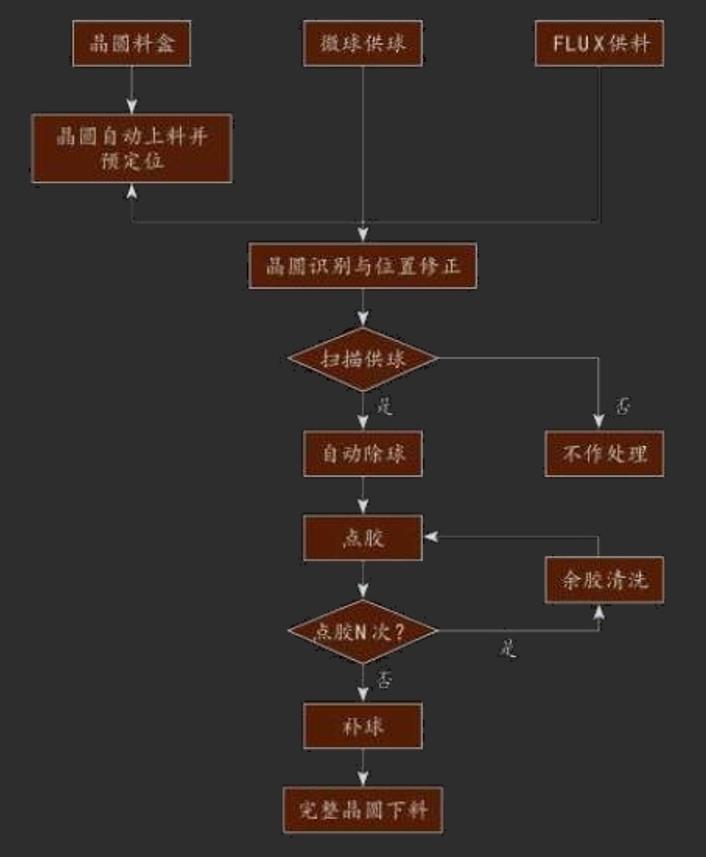 晶圆料盒
微球供球
FLUX供料
晶圆自动上料并
预定位
晶圆识别与位置修正
扫描供球
是
否
自动除球
不作处理
点胶
余胶清洗
点胶N次?
是
否
补球
完整晶圆下料